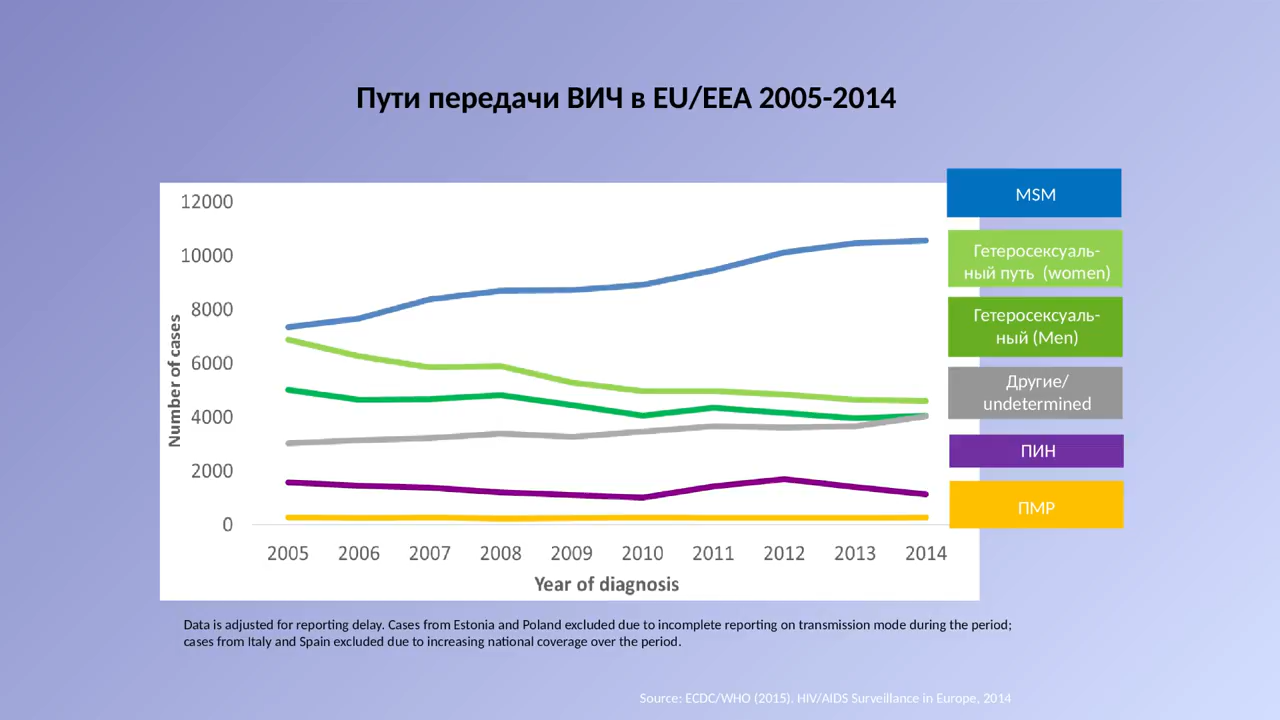 Пути передачи ВИЧ в EU/EEA 2005-2014
12000
10000
8000
6000
4000
2000
0
Number of cases
2005 2006 2007 2008 2009 2010 2011 2012 2013 2014
Year of diagnosis
MSM
Гетеросексуаль-
ный путь (women)
Гетеросексуаль-
ный (Men)
Другие/
undetermined
ПИН
ПМР
Data is adjusted for reporting delay. Cases from Estonia and Poland excluded due to incomplete reporting on transmission mode during the period;
cases from Italy and Spain excluded due to increasing national coverage over the period.
Source: ECDC/WHO (2015). HIV/AIDS Surveillance in Europe, 2014